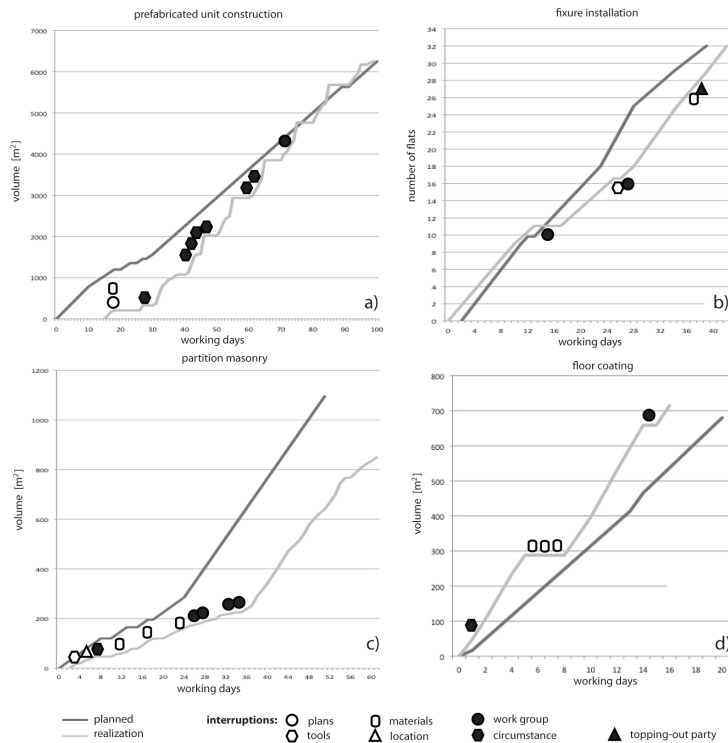 prefabricated unit construction
7000
6000
5000
4000
3000
2000
1000
0
volume [m²]
0 10 20 30 40 50 60 70 80 90 100
working days
a)
fixure installation
34
32
30
28
26
24
22
20
18
16
14
12
10
8
6
4
2
0
number of flats
0 4 8 12 16 20 24 28 32 36 40
working days
b)
partition masonry
1200
1000
800
600
400
200
0
volume [m²]
0 4 8 12 16 20 24 28 32 36 40 44 48 52 56 60
working days
c)
floor coating
800
700
600
500
400
300
200
100
0
volume [m²]
0 2 4 6 8 10 12 14 16 18 20
working days
d)
planned interruptions: plans materials work group
realization tools location circumstance topping-out party